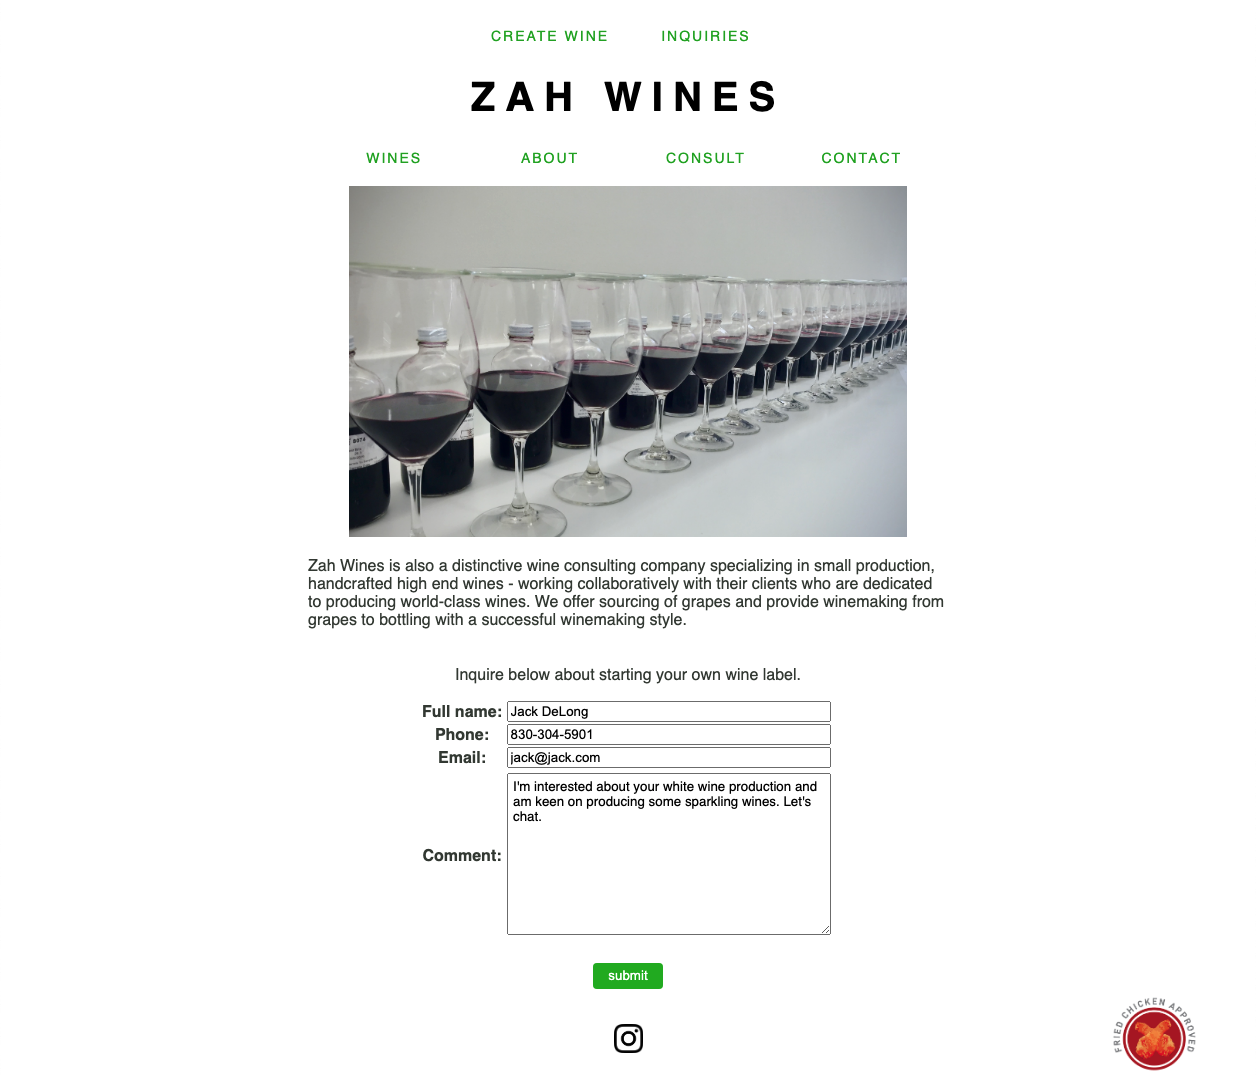 CREATE WINE INQUIRIES
ZAH WINES
WINES ABOUT CONSULT CONTACT
Zah Wines is also a distinctive wine consulting company specializing in small production,
handcrafted high end wines - working collaboratively with their clients who are dedicated
to producing world-class wines. We offer sourcing of grapes and provide winemaking from
grapes to bottling with a successful winemaking style.
Inquire below about starting your own wine label.
Full name: Jack DeLong
Phone: 830-304-5901
Email: jack@jack.com
Comment: I'm interested about your white wine production and
am keen on producing some sparkling wines. Let's
chat.
submit
FRIED CHICKEN APPROVED